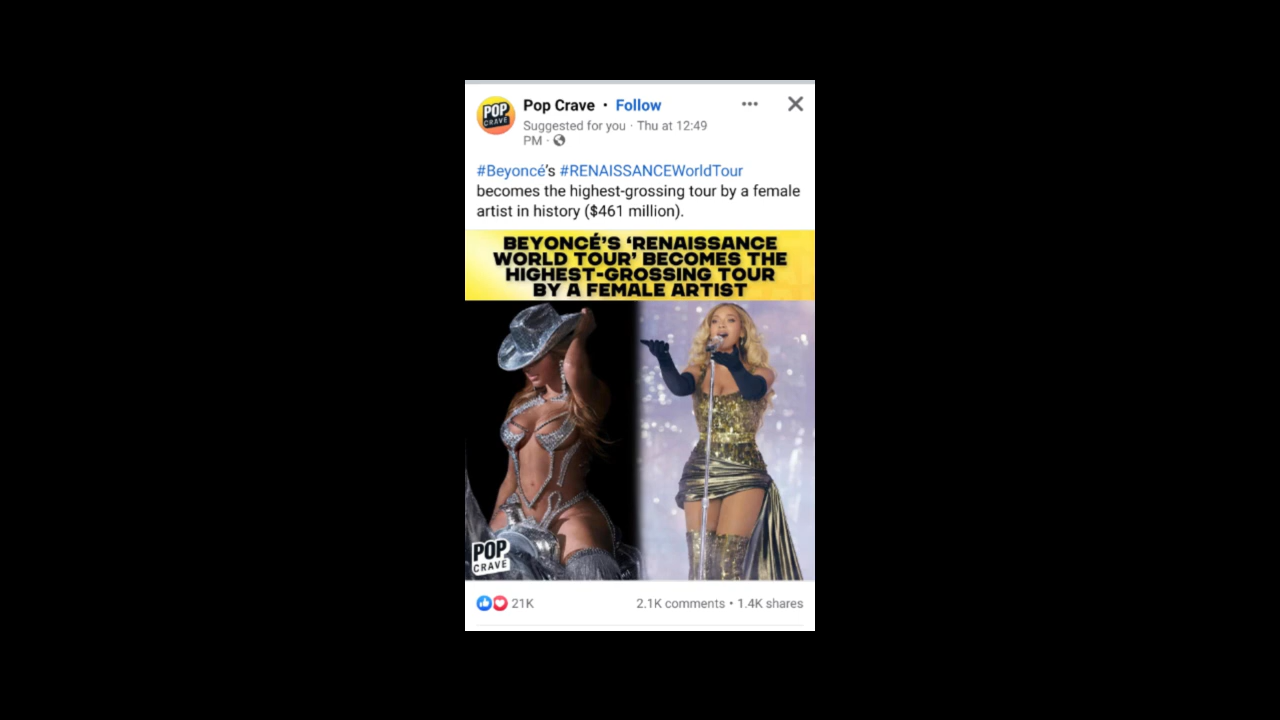 POP
CRAVE
Pop Crave · Follow
Suggested for you · Thu at 12:49
PM ·
#Beyoncé's #RENAISSANCEWorldTour
becomes the highest-grossing tour by a female
artist in history ($461 million).
BEYONCÉ'S ‘RENAISSANCE
WORLD TOUR’ BECOMES THE
HIGHEST-GROSSING TOUR
BY A FEMALE ARTIST
POP
CRAVE
21K 2.1K comments • 1.4K shares